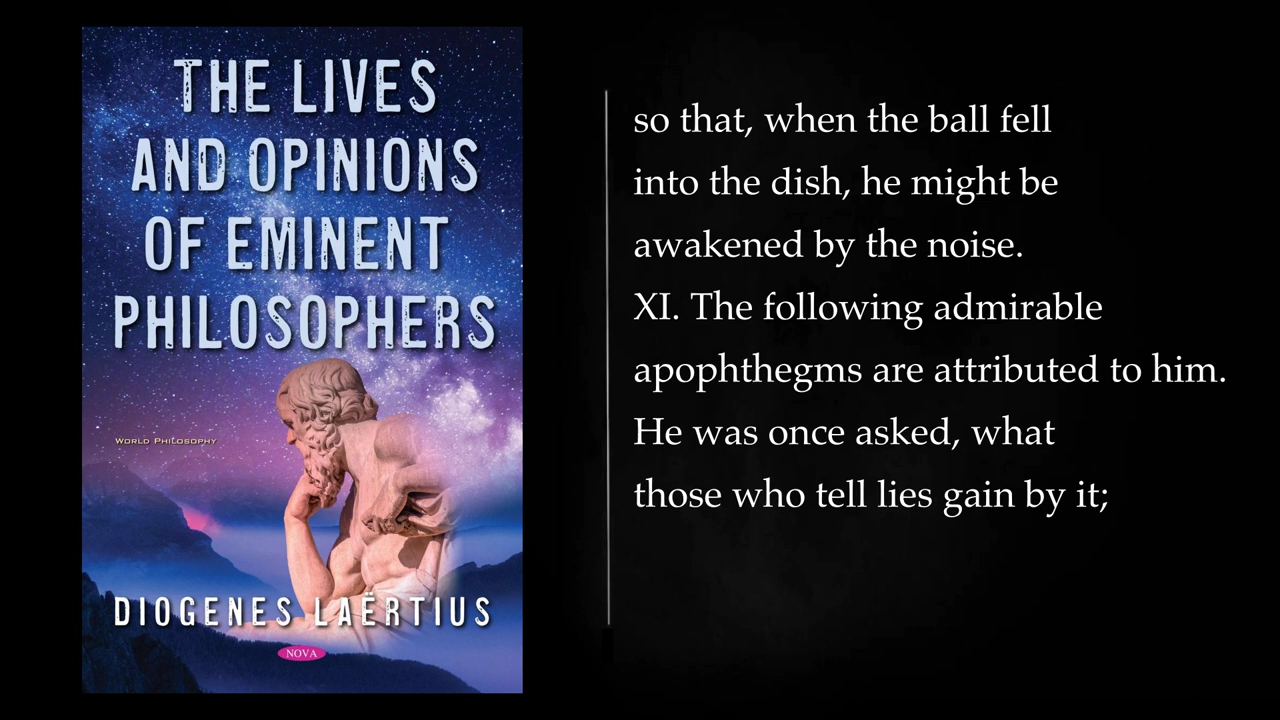 THE LIVES
AND OPINIONS
OF EMINENT
PHILOSOPHERS
WORLD PHILOSOPHY
DIOGENES LAËRTIUS
NOVA
so that, when the ball fell
into the dish, he might be
awakened by the noise.
XI. The following admirable
apophthegms are attributed to him.
He was once asked, what
those who tell lies gain by it;